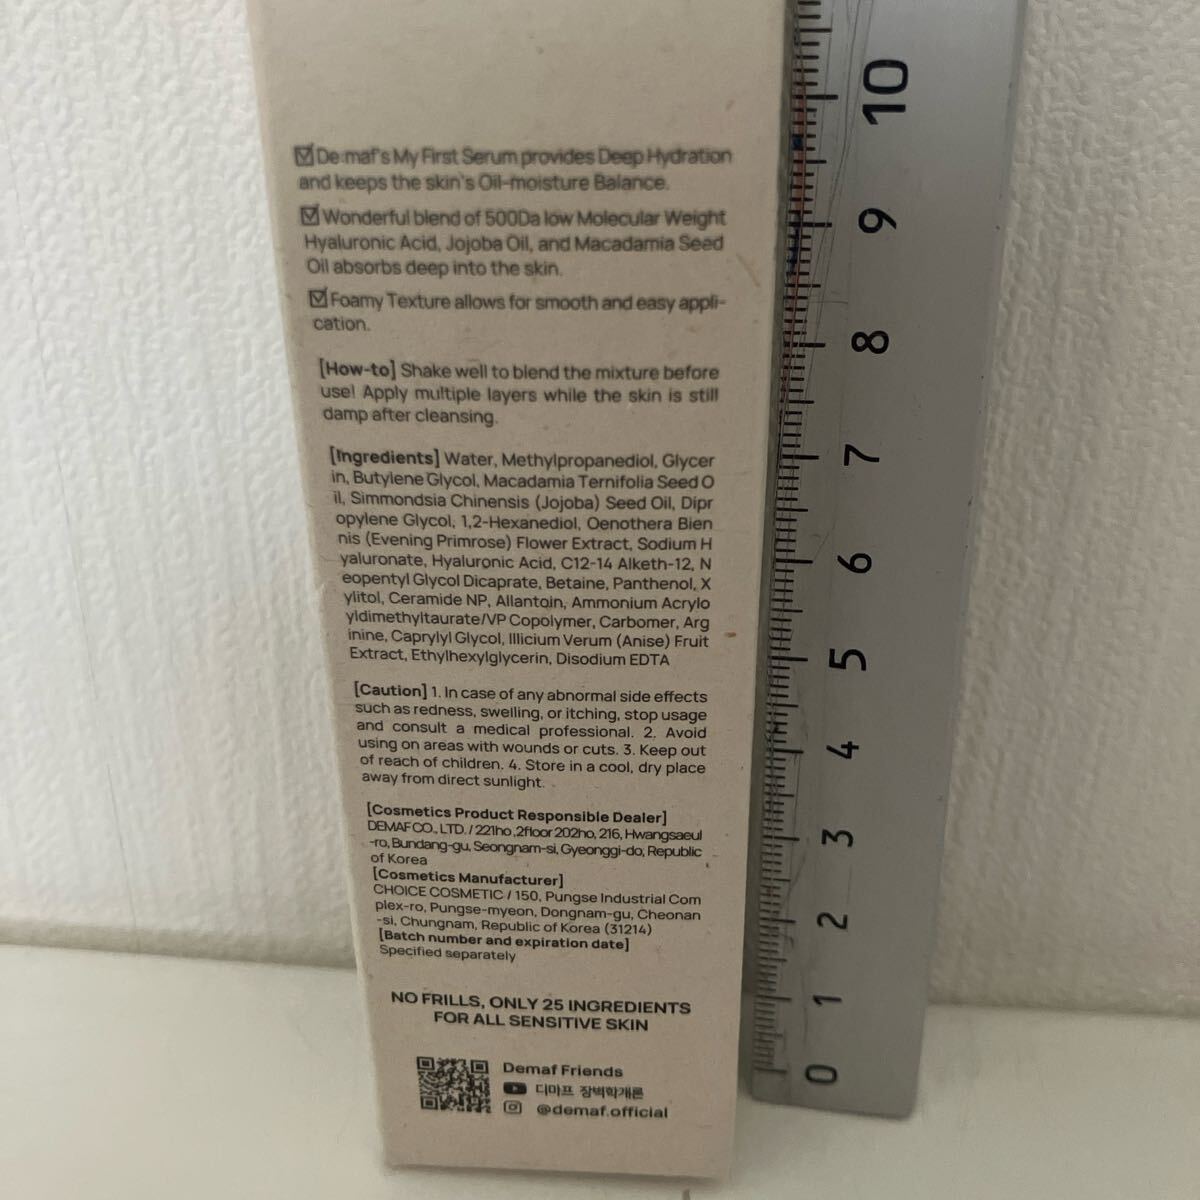 ☑ De:maf's My First Serum provides Deep Hydration
and keeps the skin's Oil-moisture Balance.
☑ Wonderful blend of 500Da low Molecular Weight
Hyaluronic Acid, Jojoba Oil, and Macadamia Seed
Oil absorbs deep into the skin.
☑ Foamy Texture allows for smooth and easy appli-
cation.
[How-to] Shake well to blend the mixture before
use! Apply multiple layers while the skin is still
damp after cleansing.
[Ingredients] Water, Methylpropanediol, Glycer
in, Butylene Glycol, Macadamia Ternifolia Seed O
il, Simmondsia Chinensis (Jojoba) Seed Oil, Dipr
opylene Glycol, 1,2-Hexanediol, Oenothera Bien
nis (Evening Primrose) Flower Extract, Sodium H
yaluronate, Hyaluronic Acid, C12-14 Alketh-12, N
eopentyl Glycol Dicaprate, Betaine, Panthenol, X
ylitol, Ceramide NP, Allantoin, Ammonium Acrylo
yldimethyltaurate/VP Copolymer, Carbomer, Arg
inine, Caprylyl Glycol, Illicium Verum (Anise) Fruit
Extract, Ethylhexylglycerin, Disodium EDTA
[Caution] 1. In case of any abnormal side effects
such as redness, swelling, or itching, stop usage
and consult a medical professional. 2. Avoid
using on areas with wounds or cuts. 3. Keep out
of reach of children. 4. Store in a cool, dry place
away from direct sunlight.
[Cosmetics Product Responsible Dealer]
DEMAF CO., LTD. / 221ho ,2floor 202ho, 216, Hwangsaeul
-ro, Bundang-gu, Seongnam-si, Gyeonggi-do, Republic
of Korea
[Cosmetics Manufacturer]
CHOICE COSMETIC / 150, Pungse Industrial Com
plex-ro, Pungse-myeon, Dongnam-gu, Cheonan
-si, Chungnam, Republic of Korea (31214)
[Batch number and expiration date]
Specified separately
NO FRILLS, ONLY 25 INGREDIENTS
FOR ALL SENSITIVE SKIN
Demaf Friends
디마프 장벽학개론
@demaf.official
10
9
8
7
6
5
4
3
2
1
0